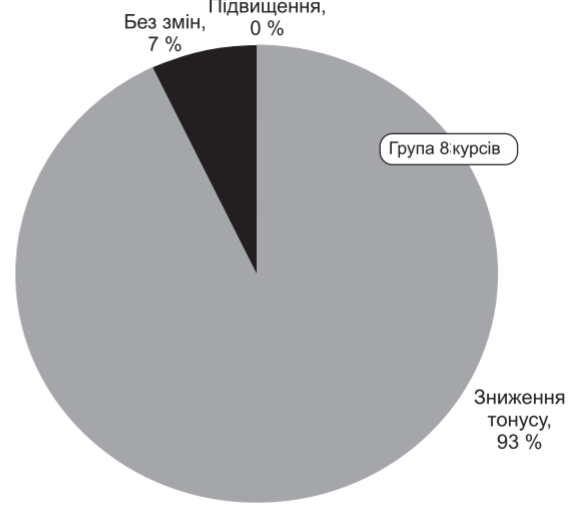 Підвищення,
0 %
Без змін,
7 %
Група 8 курсів
Зниження
тонусу,
93 %